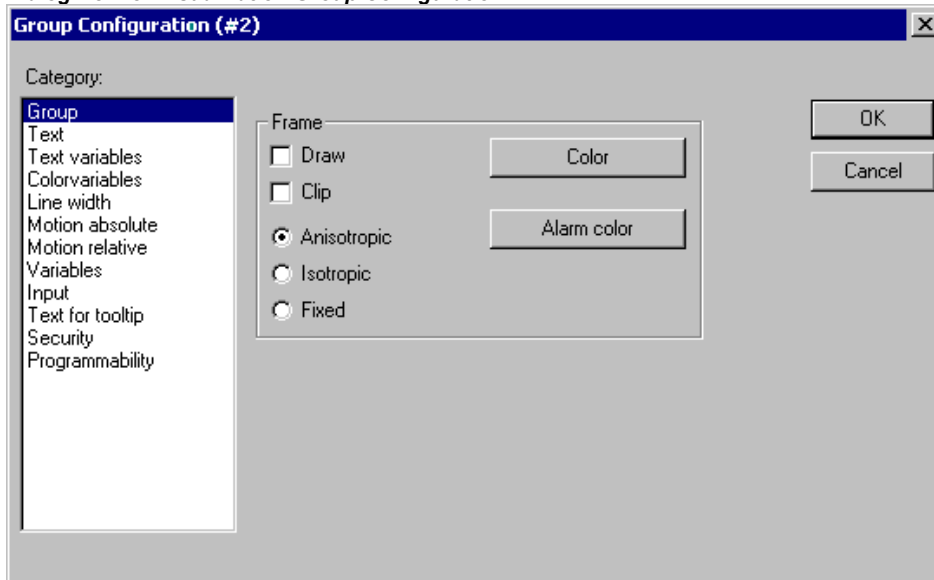 Group Configuration (#2)
Category:
Group
Text
Text variables
Colorvariables
Line width
Motion absolute
Motion relative
Variables
Input
Text for tooltip
Security
Programmability
Frame
Draw
Clip
Anisotropic
Isotropic
Fixed
Color
Alarm color
OK
Cancel